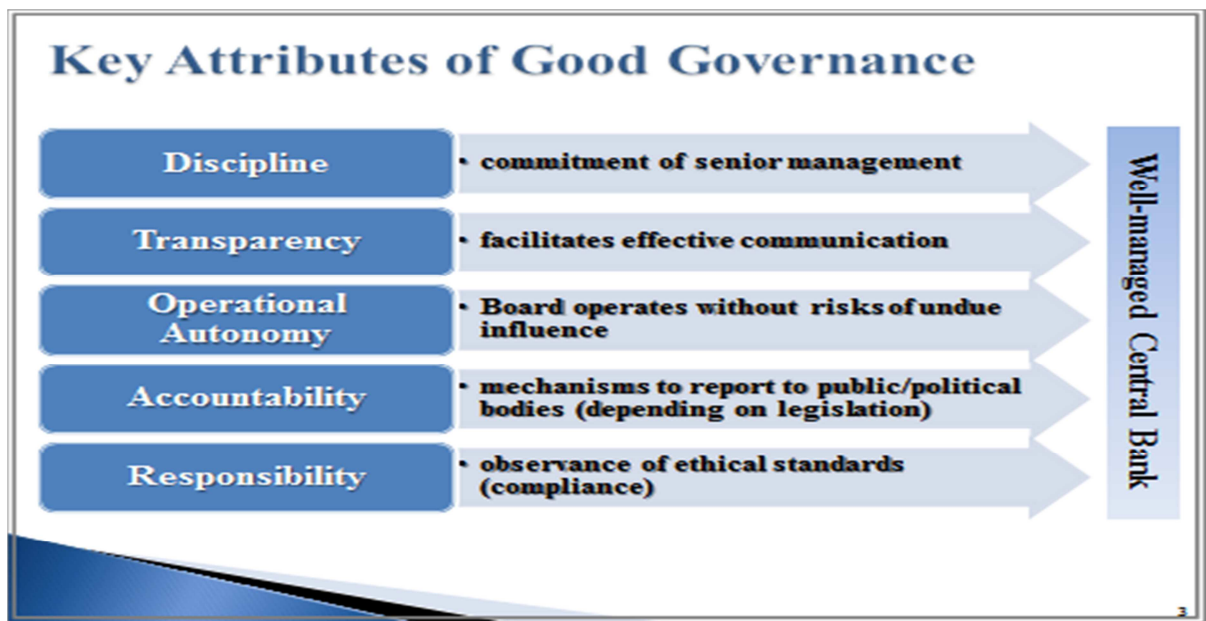 Key Attributes of Good Governance
Discipline
• commitment of senior management
Transparency
• facilitates effective communication
Operational
Autonomy
• Board operates without risks of undue
influence
Accountability
• mechanisms to report to public/political
bodies (depending on legislation)
Responsibility
• observance of ethical standards
(compliance)
Well-managed Central Bank
3